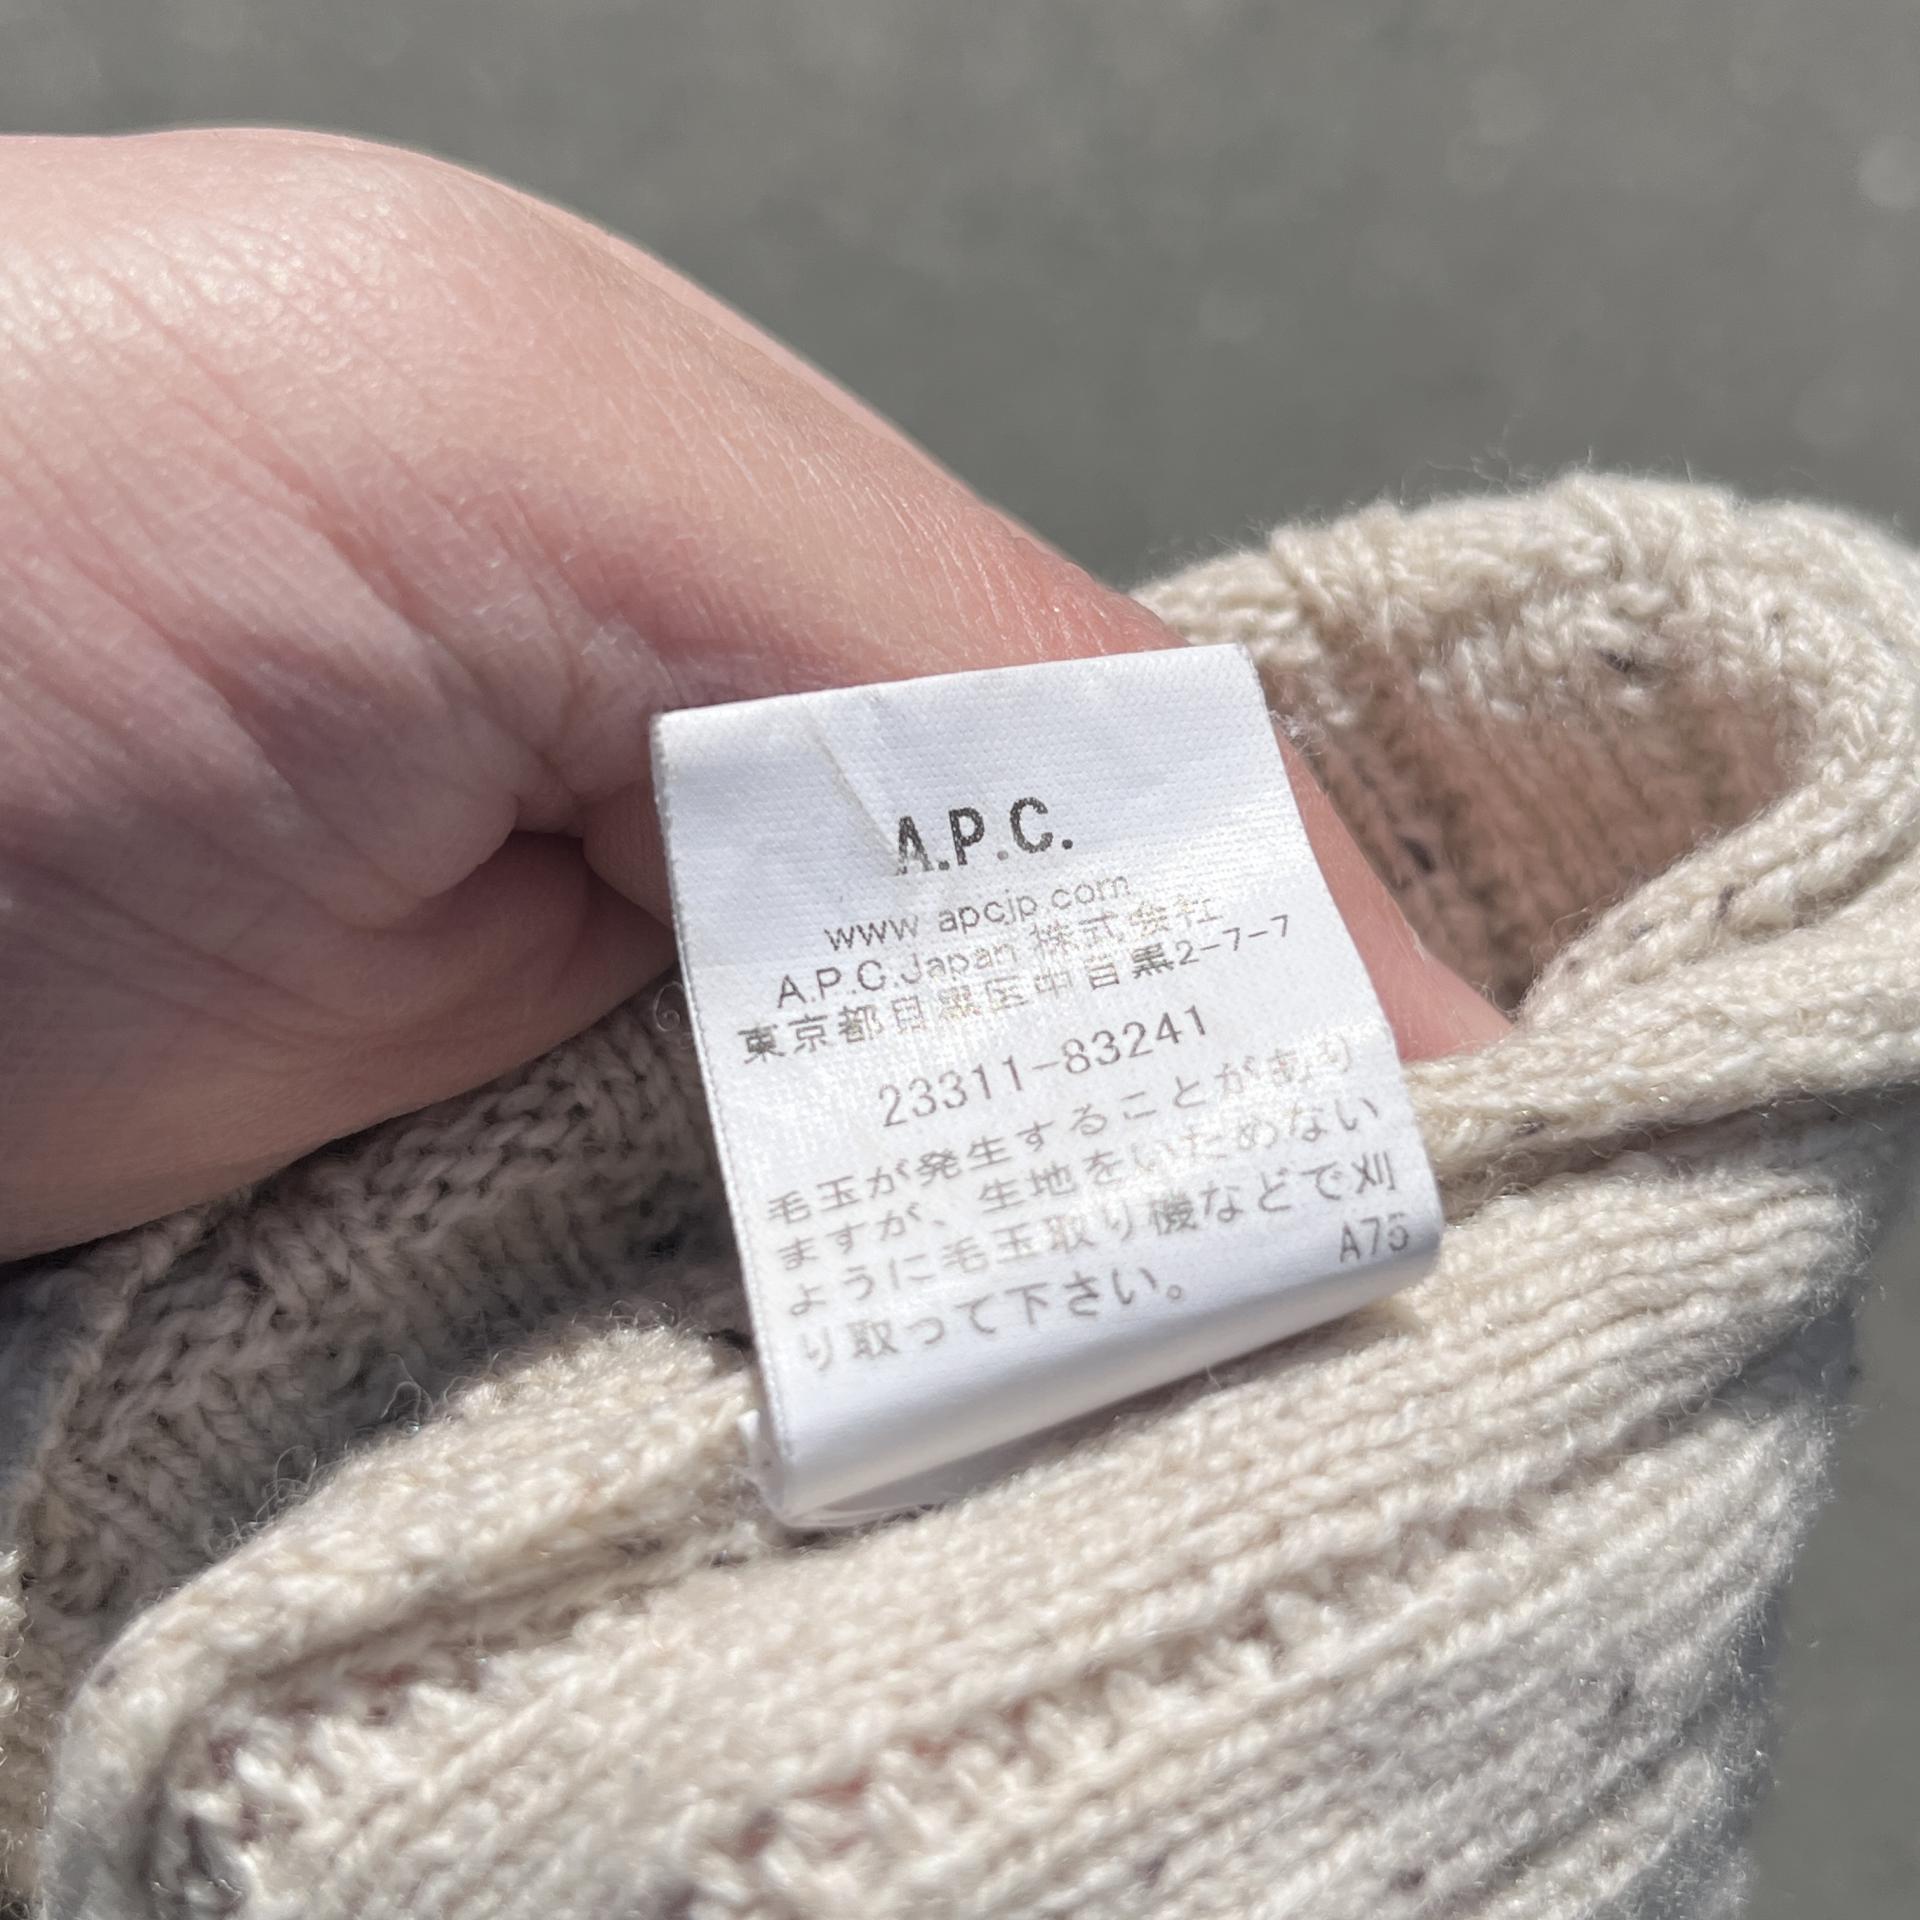 A.P.C.
www apcjp.com
A.P.C.Japan 株式会社
東京都目黒区中目黒2-7-7
23311-83241
毛玉が発生することがあり
ますが、生地をいためない
ように毛玉取り機などで刈
り取って下さい。
A75